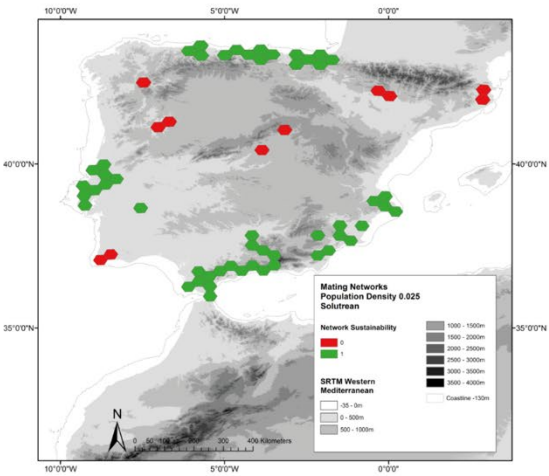 10°0'0"W 5°0'0"W 0°0'0"
40°0'0"N 40°0'0"N
35°0'0"N 35°0'0"N
Mating Networks
Population Density 0.025
Solutrean
Network Sustainability
0
1
SRTM Western
Mediterranean
-35 - 0m
0 - 500m
500 - 1000m
1000 - 1500m
1500 - 2000m
2000 - 2500m
2500 - 3000m
3000 - 3500m
3500 - 4000m
Coastline -130m
N
0 50 100 200 300 400 Kilometers
10°0'0"W 5°0'0"W 0°0'0"